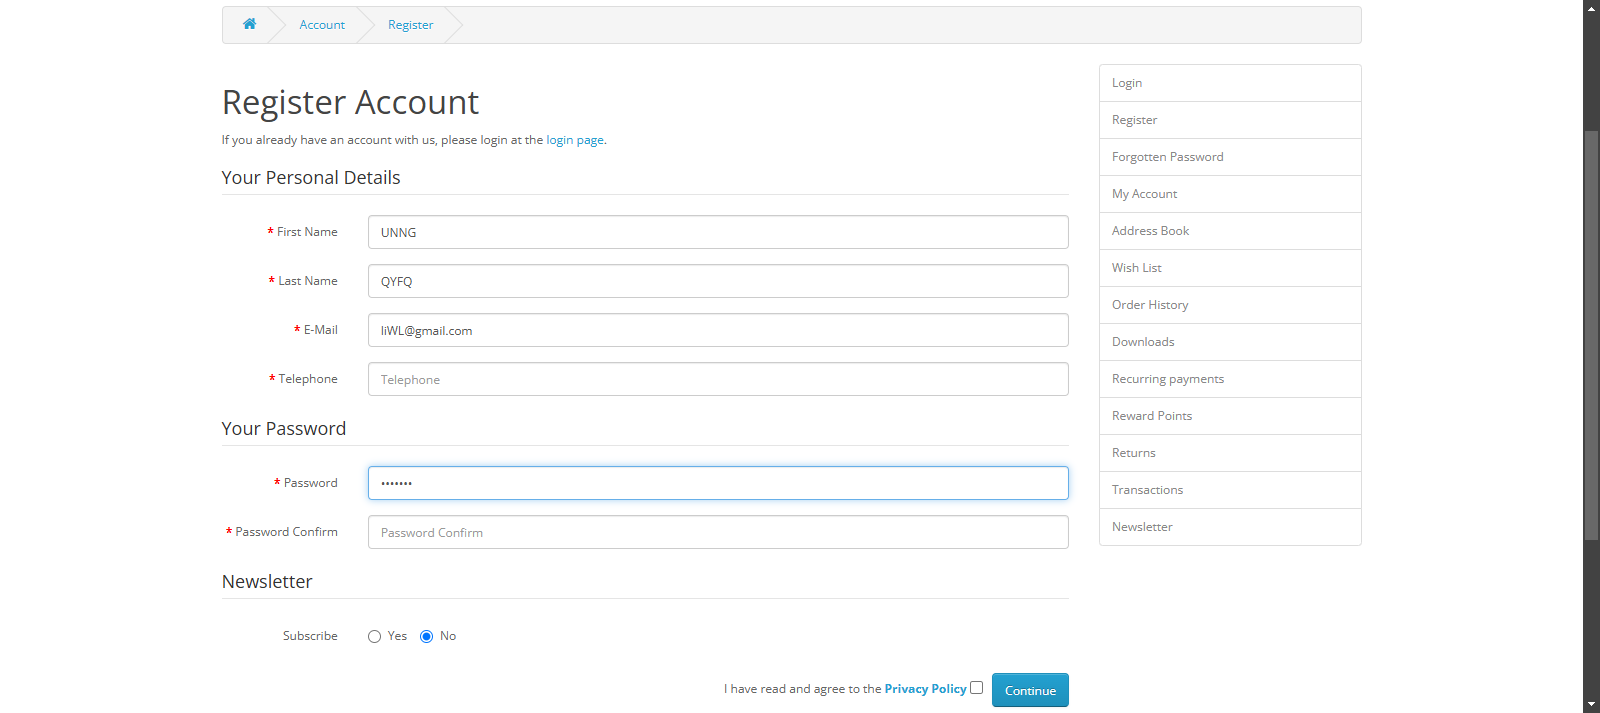 Account Register
Register Account
If you already have an account with us, please login at the login page.
Your Personal Details
* First Name UNNG
* Last Name QYFQ
* E-Mail liWL@gmail.com
* Telephone Telephone
Your Password
* Password •••••••
* Password Confirm Password Confirm
Newsletter
Subscribe Yes No
I have read and agree to the Privacy Policy Continue
Login
Register
Forgotten Password
My Account
Address Book
Wish List
Order History
Downloads
Recurring payments
Reward Points
Returns
Transactions
Newsletter